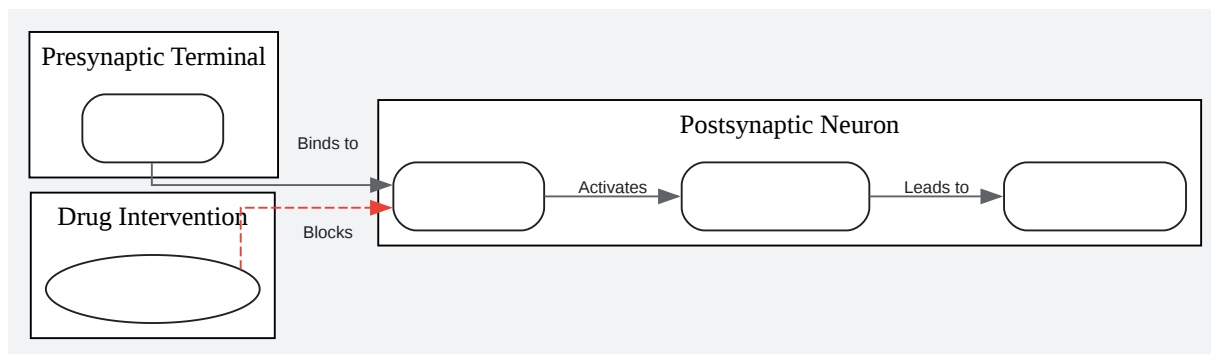 Presynaptic Terminal
Binds to
Postsynaptic Neuron
Activates
Leads to
Drug Intervention
Blocks